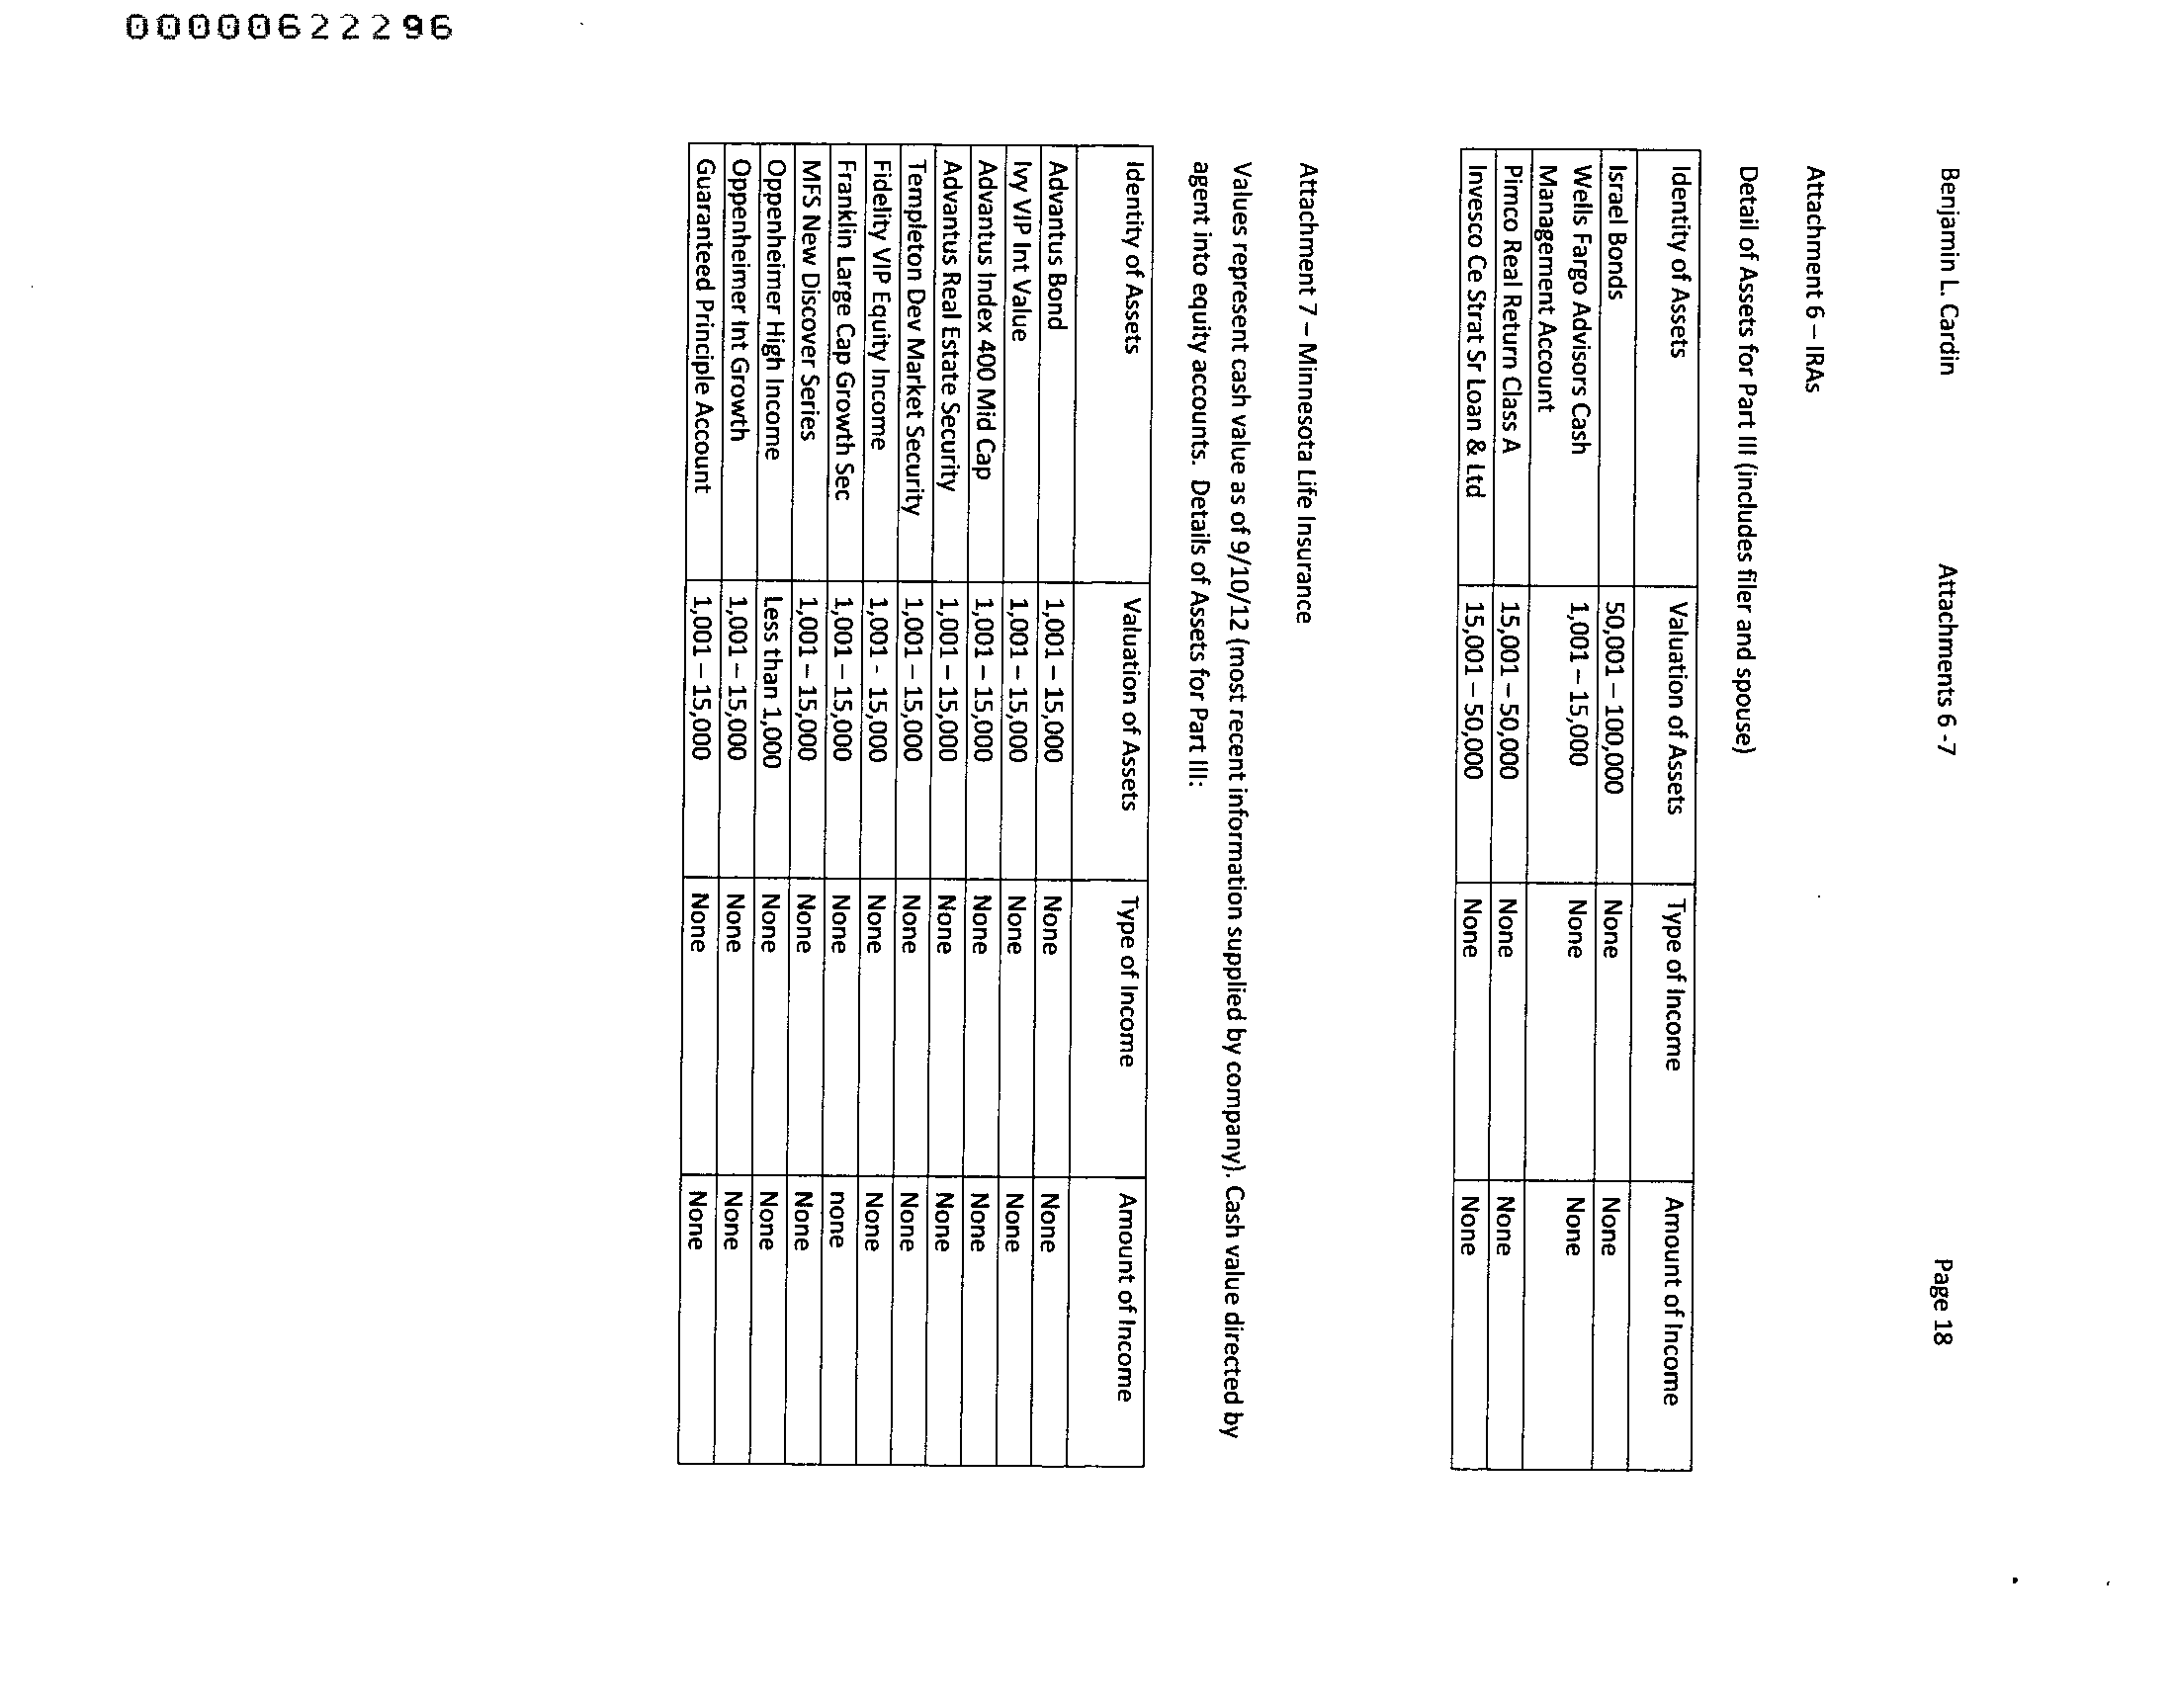 00000622296
Benjamin L. Cardin Attachments 6 -7 Page 18
Attachment 6 – IRAs
Detail of Assets for Part III (includes filer and spouse)
Identity of Assets Valuation of Assets Type of Income Amount of Income
Israel Bonds 50,001 – 100,000 None None
Wells Fargo Advisors Cash 1,001 – 15,000 None None
Management Account
Pimco Real Return Class A 15,001 – 50,000 None None
Invesco Ce Strat Sr Loan & Ltd 15,001 – 50,000 None None
Attachment 7 – Minnesota Life Insurance
Values represent cash value as of 9/10/12 (most recent information supplied by company). Cash value directed by
agent into equity accounts. Details of Assets for Part III:
Identity of Assets Valuation of Assets Type of Income Amount of Income
Advantus Bond 1,001 – 15,000 None None
Ivy VIP Int Value 1,001 – 15,000 None None
Advantus Index 400 Mid Cap 1,001 – 15,000 None None
Advantus Real Estate Security 1,001 – 15,000 None None
Templeton Dev Market Security 1,001 – 15,000 None None
Fidelity VIP Equity Income 1,001 - 15,000 None None
Franklin Large Cap Growth Sec 1,001 – 15,000 None none
MFS New Discover Series 1,001 – 15,000 None None
Oppenheimer High Income Less than 1,000 None None
Oppenheimer Int Growth 1,001 – 15,000 None None
Guaranteed Principle Account 1,001 – 15,000 None None